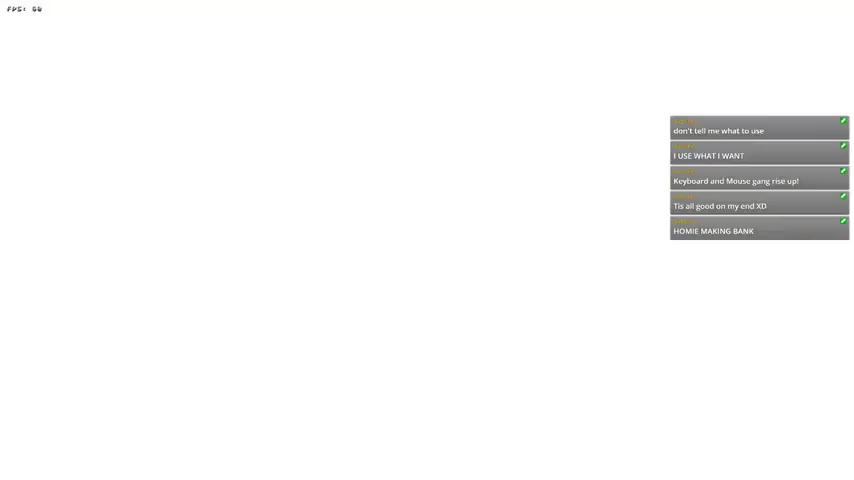 FPS: 60
don't tell me what to use
I USE WHAT I WANT
Keyboard and Mouse gang rise up!
Tis all good on my end XD
HOMIE MAKING BANK